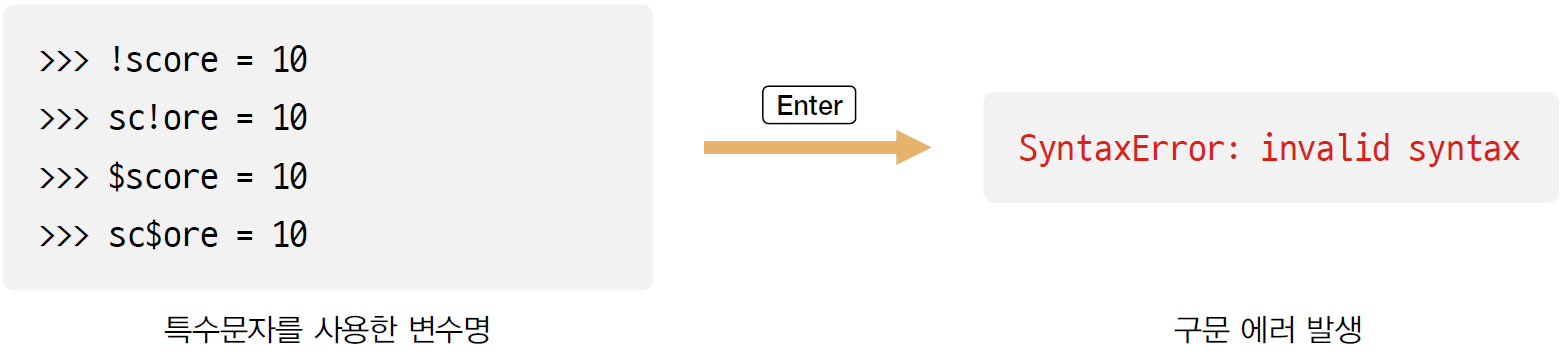 >>> !score = 10
>>> sc!ore = 10
>>> $score = 10
>>> sc$ore = 10
특수문자를 사용한 변수명
Enter
SyntaxError: invalid syntax
구문 에러 발생